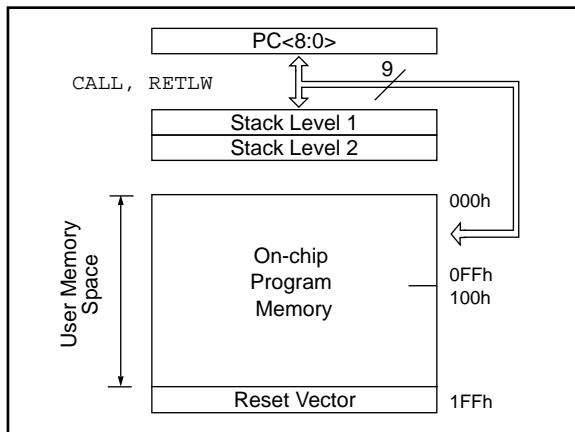 PC<8:0>
CALL, RETLW
9
Stack Level 1
Stack Level 2
User Memory
Space
On-chip
Program
Memory
000h
0FFh
100h
Reset Vector
1FFh